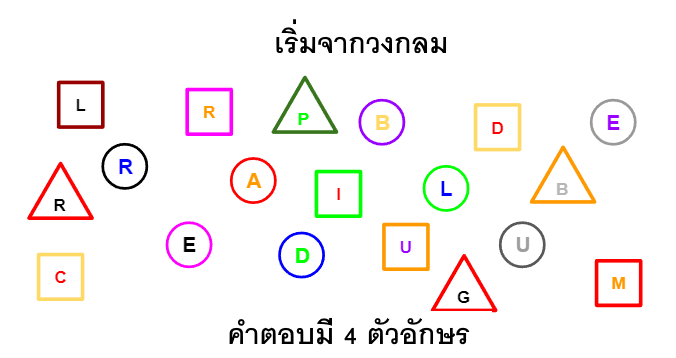 เริ่มจากวงกลม
L R P B D E
R A I L B
R
E D U U
C G M
คำตอบมี 4 ตัวอักษร